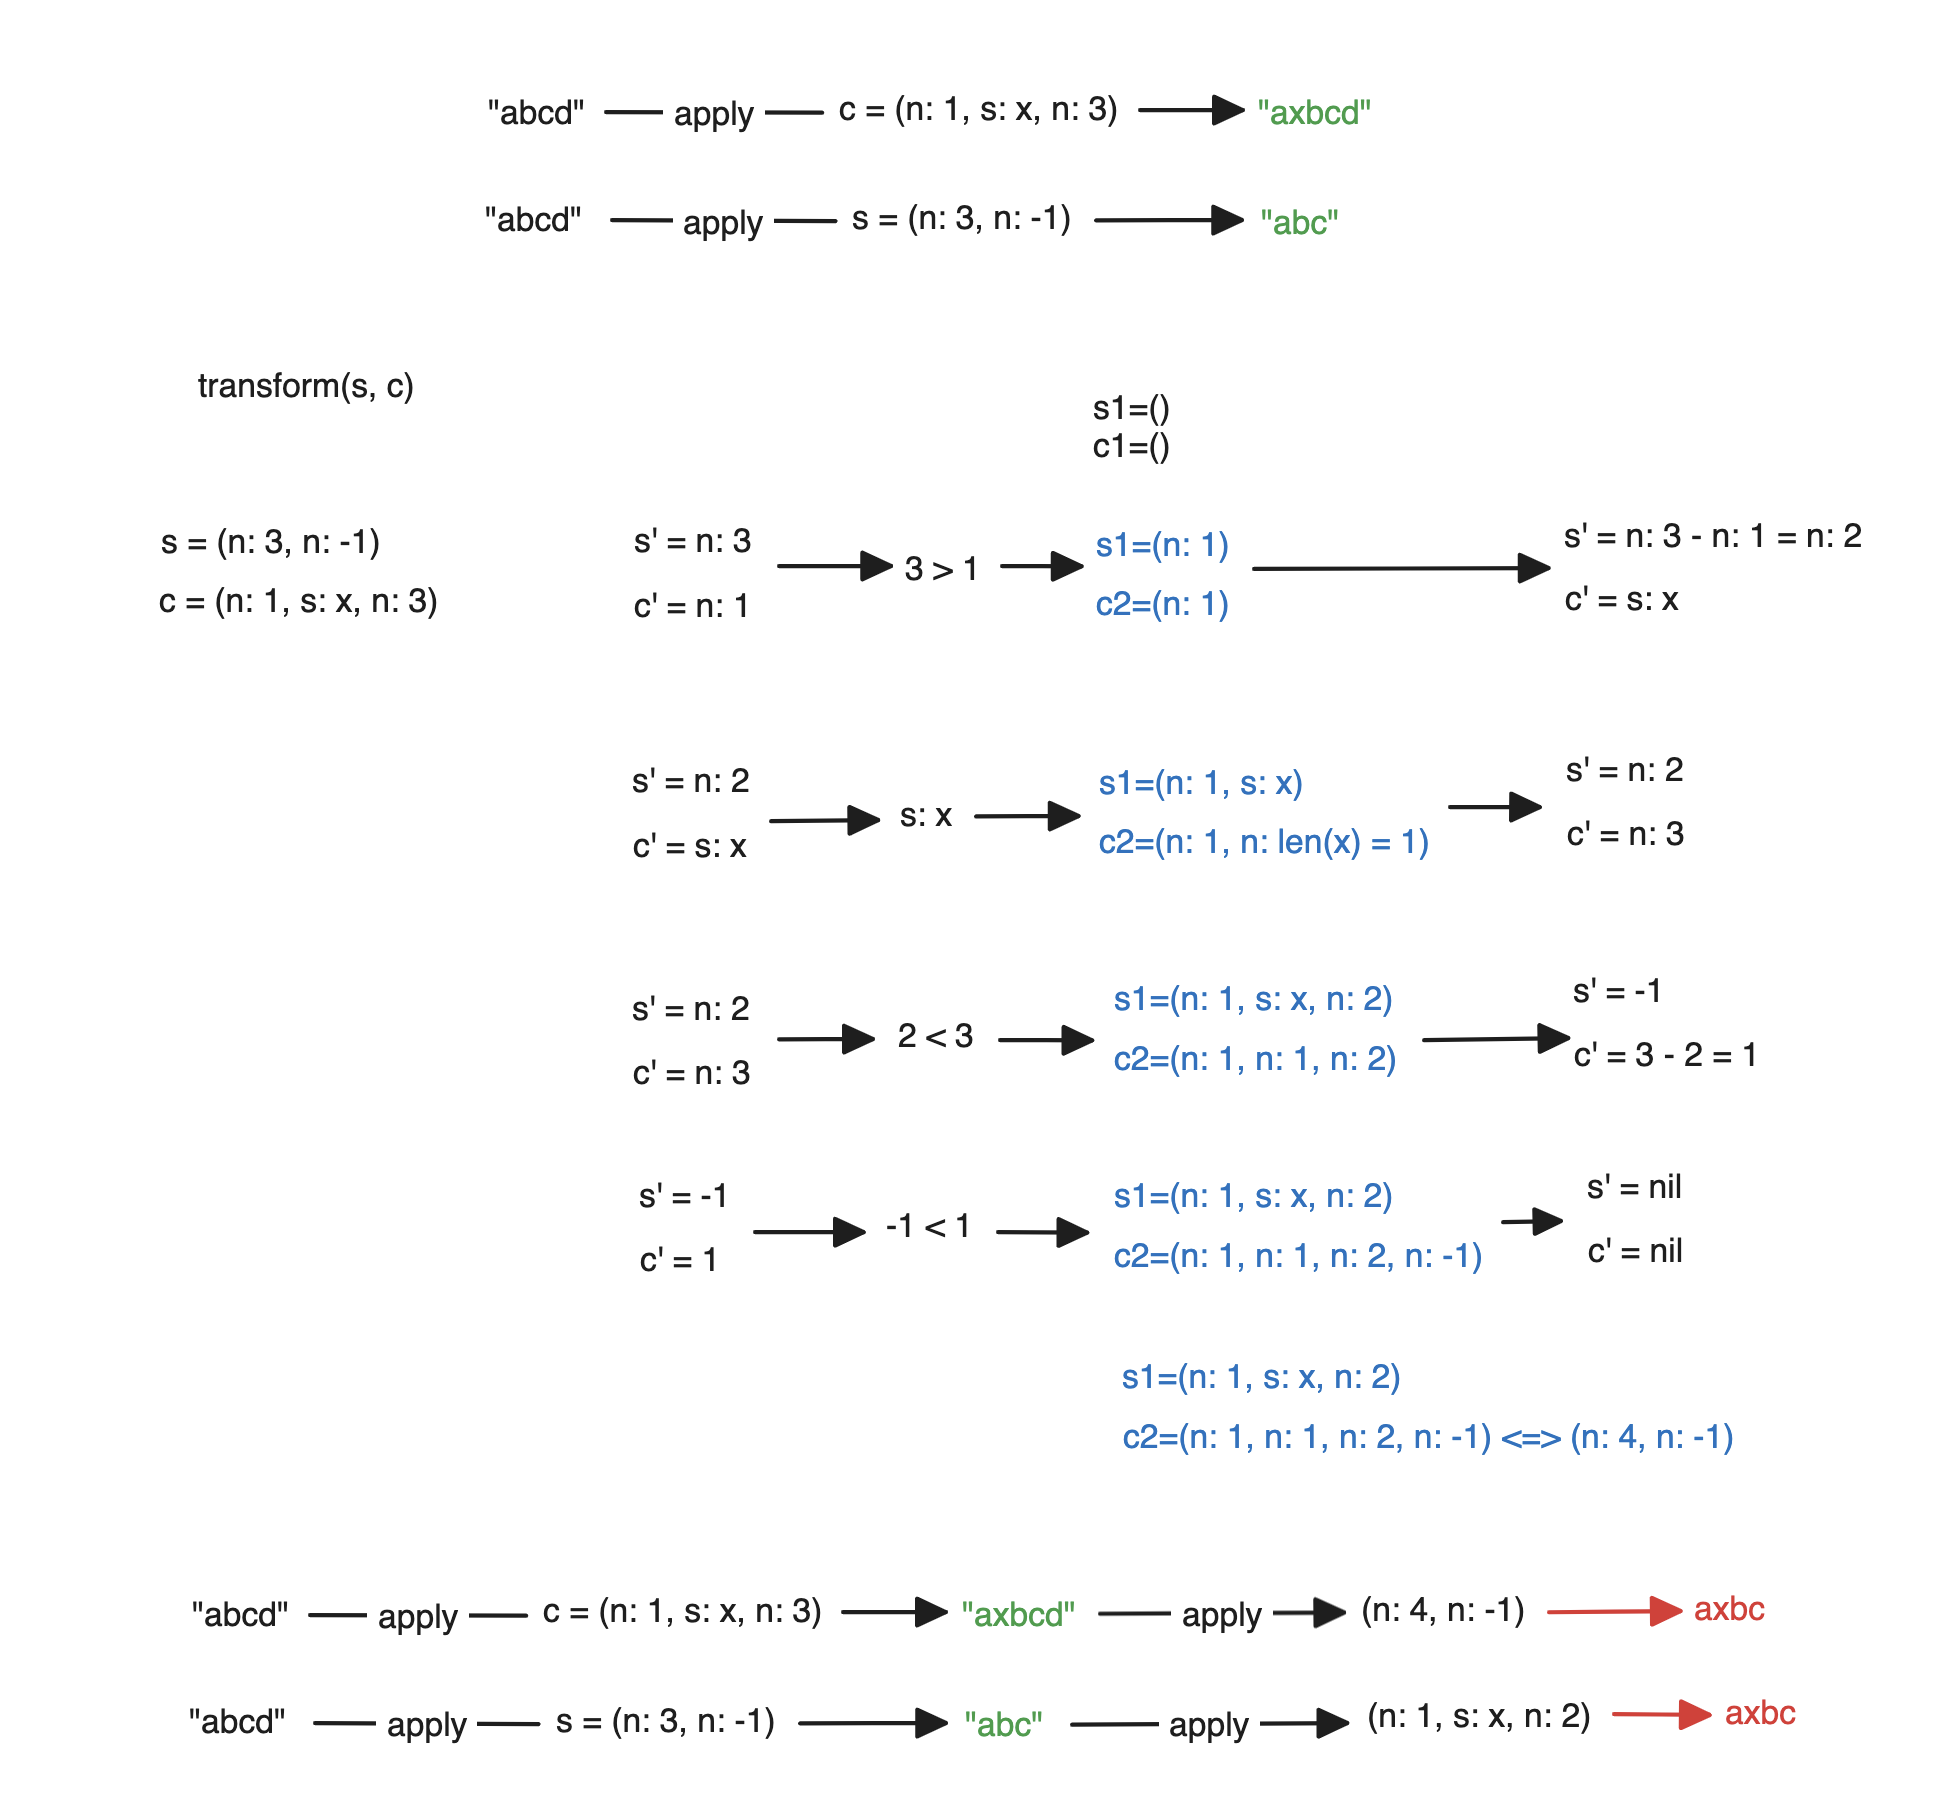 "abcd" apply c = (n: 1, s: x, n: 3) "axbcd"
"abcd" apply s = (n: 3, n: -1) "abc"
transform(s, c)
s1=()
c1=()
s = (n: 3, n: -1)
c = (n: 1, s: x, n: 3)
s' = n: 3
c' = n: 1
3 > 1
s1=(n: 1)
c2=(n: 1)
s' = n: 3 - n: 1 = n: 2
c' = s: x
s' = n: 2
c' = s: x
s: x
s1=(n: 1, s: x)
c2=(n: 1, n: len(x) = 1)
s' = n: 2
c' = n: 3
s' = n: 2
c' = n: 3
2 < 3
s1=(n: 1, s: x, n: 2)
c2=(n: 1, n: 1, n: 2)
s' = -1
c' = 3 - 2 = 1
s' = -1
c' = 1
-1 < 1
s1=(n: 1, s: x, n: 2)
c2=(n: 1, n: 1, n: 2, n: -1)
s' = nil
c' = nil
s1=(n: 1, s: x, n: 2)
c2=(n: 1, n: 1, n: 2, n: -1) <=> (n: 4, n: -1)
"abcd" apply c = (n: 1, s: x, n: 3) "axbcd" apply (n: 4, n: -1) axbc
"abcd" apply s = (n: 3, n: -1) "abc" apply (n: 1, s: x, n: 2) axbc